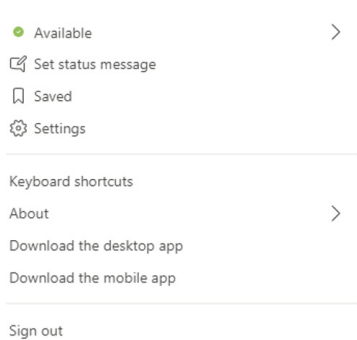 Available
Set status message
Saved
Settings
Keyboard shortcuts
About
Download the desktop app
Download the mobile app
Sign out